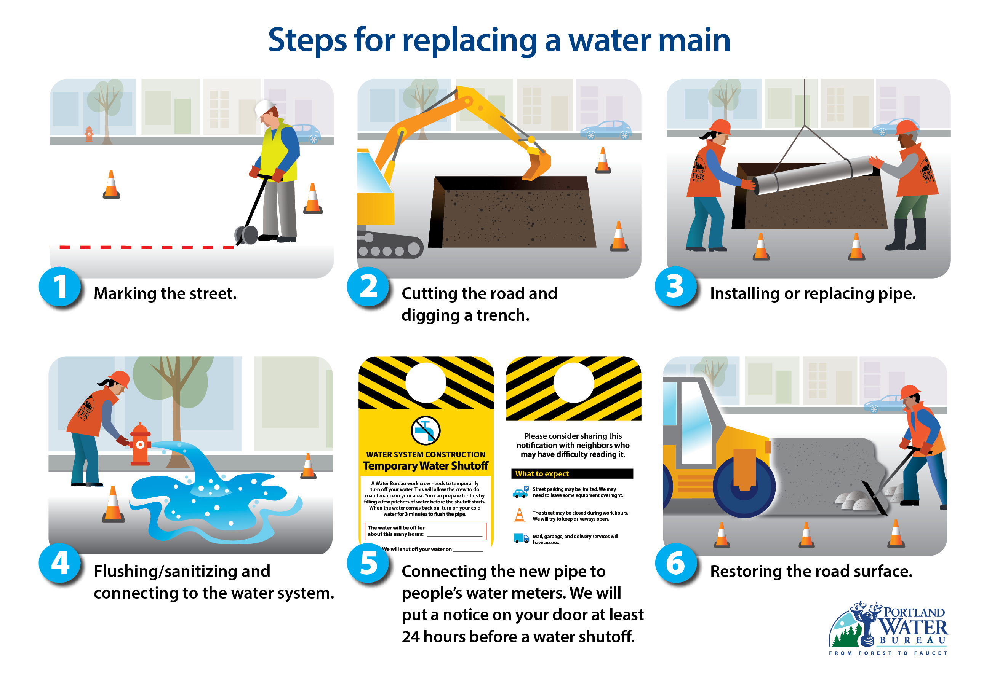 Steps for replacing a water main
1
Marking the street.
2
Cutting the road and
digging a trench.
3
Installing or replacing pipe.
LAND
TER
EAU
PORT
WA
BUR
LAND
TER
EAU
4
Flushing/sanitizing and
connecting to the water system.
WATER SYSTEM CONSTRUCTION
Temporary Water Shutoff
A Water Bureau work crew needs to temporarily
turn off your water. This will allow the crew to do
maintenance in your area. You can prepare for this by
filling a few pitchers of water before the shutoff starts.
When the water comes back on, turn on your cold
water for 3 minutes to flush the pipe.
The water will be off for
about this many hours:
We will shut off your water on
Please consider sharing this
notification with neighbors who
may have difficulty reading it.
What to expect
P
Street parking may be limited. We may
need to leave some equipment overnight.
The street may be closed during work hours.
We will try to keep driveways open.
Mail, garbage, and delivery services will
have access.
5
Connecting the new pipe to
people's water meters. We will
put a notice on your door at least
24 hours before a water shutoff.
6
Restoring the road surface.
PORTLAND
WATER
BUREAU
FROM FOREST TO FAUCET